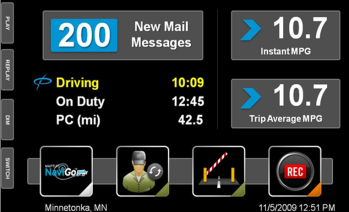 PLAY
REPLAY
DIM
SWITCH
200
New Mail
Messages
Driving 10:09
On Duty 12:45
PC (mi) 42.5
10.7
Instant MPG
10.7
Trip Average MPG
NaviGo
REC
Minnetonka, MN
11/5/2009 12:51 PM